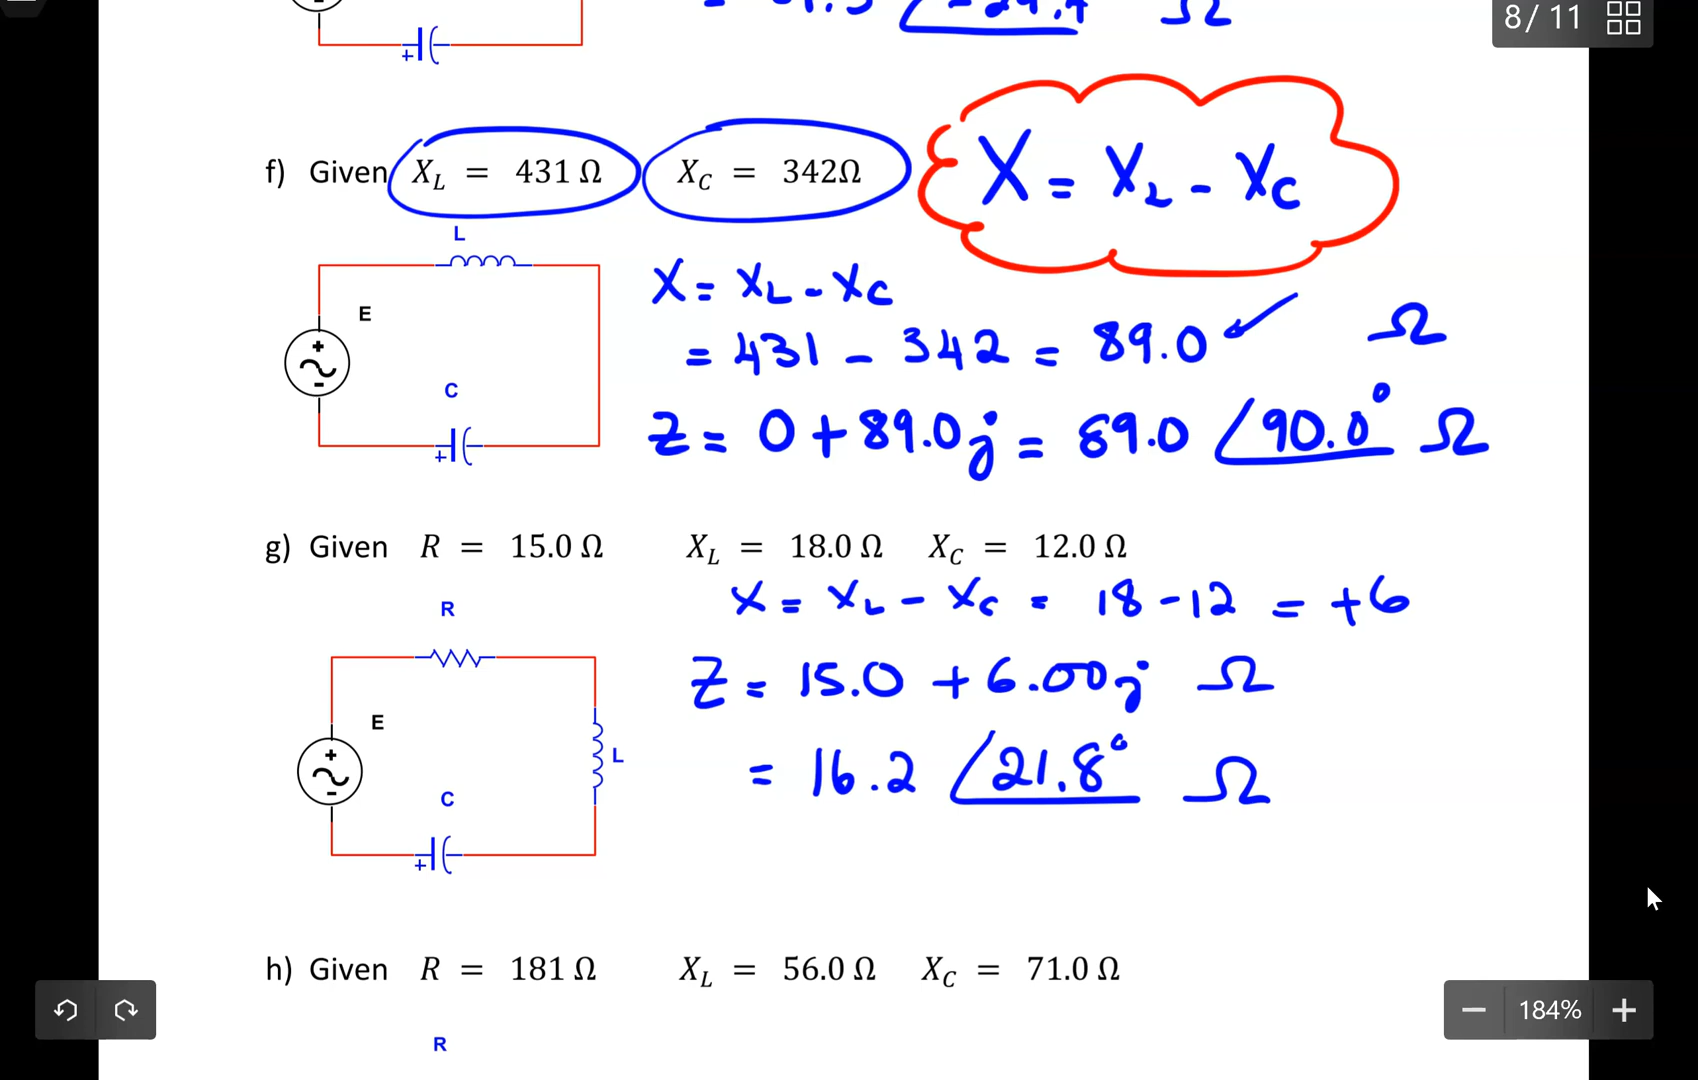 8 / 11
Ω
f) Given X_L = 431 Ω X_C = 342Ω
X = X_L - X_C
L
X = X_L - X_C
E
= 431 - 342 = 89.0 Ω
C
Z = 0 + 89.0j = 89.0 ∠90.0° Ω
g) Given R = 15.0 Ω X_L = 18.0 Ω X_C = 12.0 Ω
X = X_L - X_C = 18 - 12 = +6
R
Z = 15.0 + 6.00j Ω
E
L
= 16.2 ∠21.8° Ω
C
h) Given R = 181 Ω X_L = 56.0 Ω X_C = 71.0 Ω
184%
R